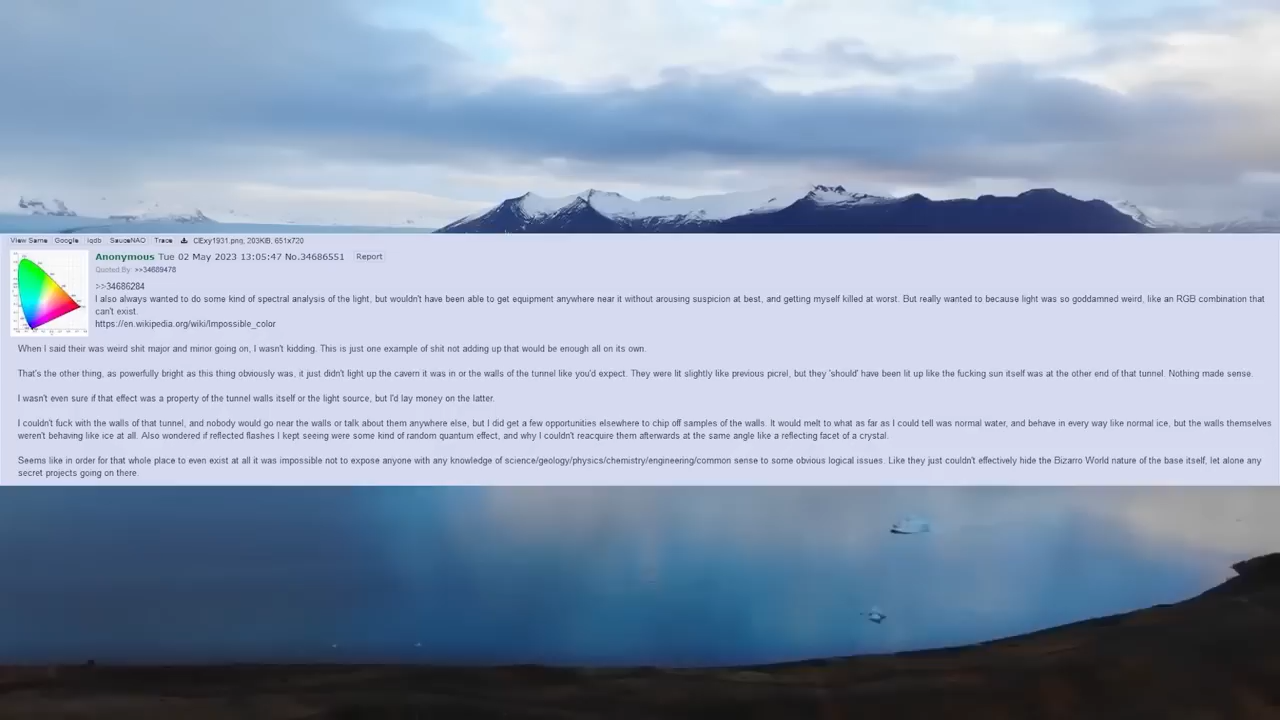 View Same Google iqdb SauceNAO Trace CIExy1931.png, 203KiB, 651x720
Anonymous Tue 02 May 2023 13:05:47 No.34686551 Report
Quoted By: >>34689478
>>34686284
I also always wanted to do some kind of spectral analysis of the light, but wouldn't have been able to get equipment anywhere near it without arousing suspicion at best, and getting myself killed at worst. But really wanted to because light was so goddamned weird, like an RGB combination that
can't exist.
https://en.wikipedia.org/wiki/Impossible_color
When I said their was weird shit major and minor going on, I wasn't kidding. This is just one example of shit not adding up that would be enough all on its own.
That's the other thing, as powerfully bright as this thing obviously was, it just didn't light up the cavern it was in or the walls of the tunnel like you'd expect. They were lit slightly like previous picrel, but they 'should' have been lit up like the fucking sun itself was at the other end of that tunnel. Nothing made sense.
I wasn't even sure if that effect was a property of the tunnel walls itself or the light source, but I'd lay money on the latter.
I couldn't fuck with the walls of that tunnel, and nobody would go near the walls or talk about them anywhere else, but I did get a few opportunities elsewhere to chip off samples of the walls. It would melt to what as far as I could tell was normal water, and behave in every way like normal ice, but the walls themselves
weren't behaving like ice at all. Also wondered if reflected flashes I kept seeing were some kind of random quantum effect, and why I couldn't reacquire them afterwards at the same angle like a reflecting facet of a crystal.
Seems like in order for that whole place to even exist at all it was impossible not to expose anyone with any knowledge of science/geology/physics/chemistry/engineering/common sense to some obvious logical issues. Like they just couldn't effectively hide the Bizarro World nature of the base itself, let alone any
secret projects going on there.